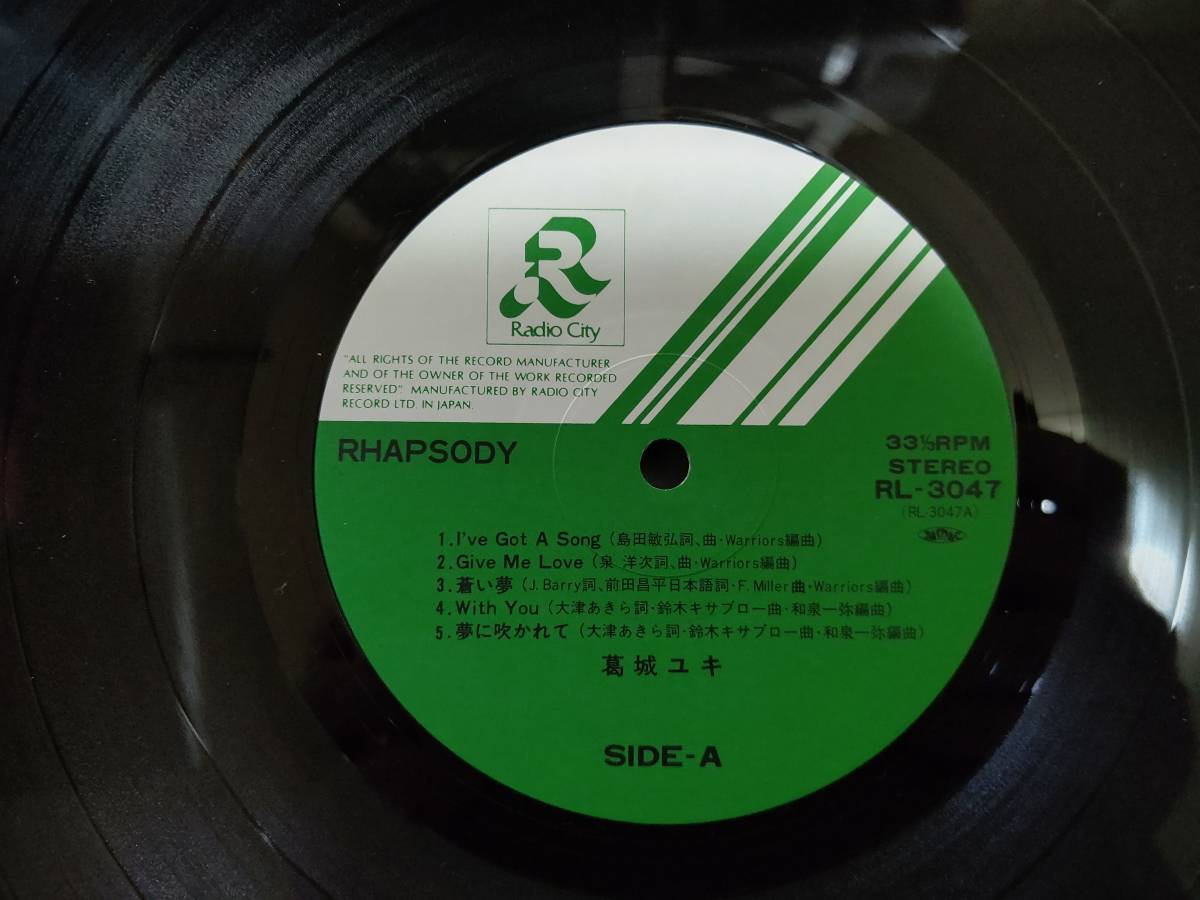 Radio City
"ALL RIGHTS OF THE RECORD MANUFACTURER
AND OF THE OWNER OF THE WORK RECORDED
RESERVED" MANUFACTURED BY RADIO CITY
RECORD LTD. IN JAPAN.
RHAPSODY
33⅓RPM
STEREO
RL-3047
(RL-3047A)
1.I've Got A Song (島田敏弘詞、曲・Warriors編曲)
2.Give Me Love (泉 洋次詞、曲・Warriors編曲)
3.蒼い夢 (J. Barry詞、前田昌平日本語詞・F. Miller曲・Warriors編曲)
4.With You (大津あきら詞・鈴木キサブロー曲・和泉一弥編曲)
5.夢に吹かれて (大津あきら詞・鈴木キサブロー曲・和泉一弥編曲)
葛城ユキ
SIDE-A